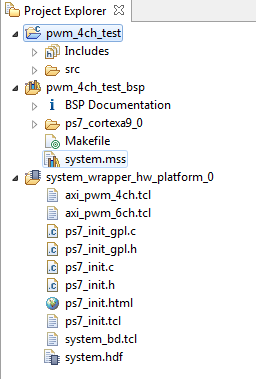 Project Explorer
pwm_4ch_test
Includes
src
pwm_4ch_test_bsp
BSP Documentation
ps7_cortexa9_0
Makefile
system.mss
system_wrapper_hw_platform_0
axi_pwm_4ch.tcl
axi_pwm_6ch.tcl
ps7_init_gpl.c
ps7_init_gpl.h
ps7_init.c
ps7_init.h
ps7_init.html
ps7_init.tcl
system_bd.tcl
system.hdf